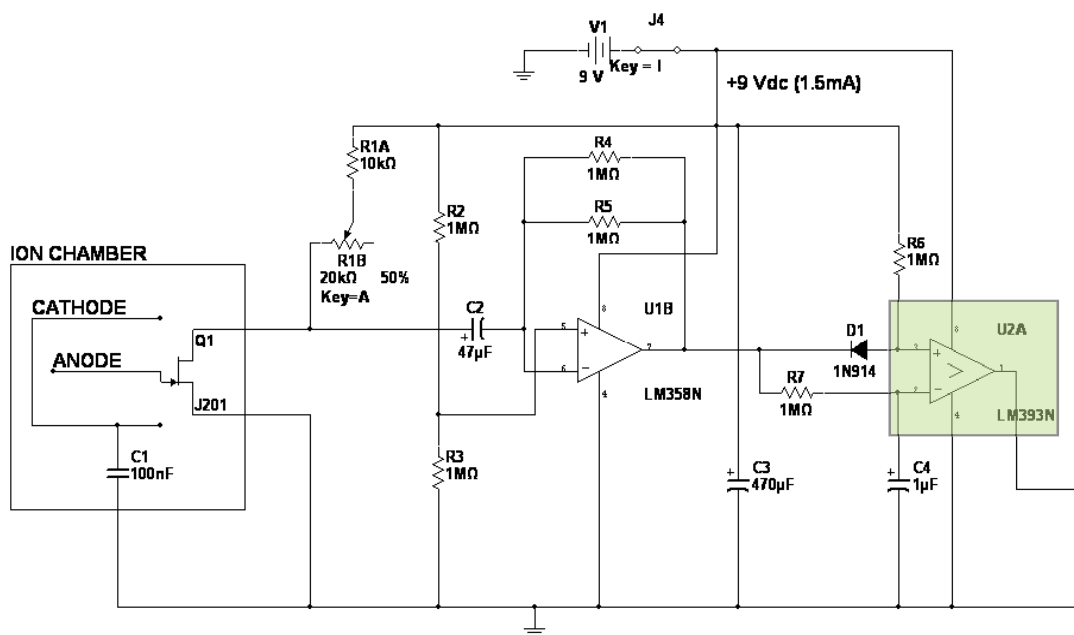 J4
V1
Key = I
9 V
+9 Vdc (1.5mA)
R1A
10kΩ
R4
1MΩ
R2
1MΩ
R5
1MΩ
R6
1MΩ
ION CHAMBER
R1B
20kΩ 50%
Key=A
CATHODE
C2
+
47µF
8
U1B
8
U2A
Q1
5
+
D1
3
+
ANODE
7
1N914
>
1
6
−
R7
2
−
J201
4
LM358N
1MΩ
4
LM393N
C1
100nF
R3
1MΩ
+
C3
470µF
+
C4
1µF